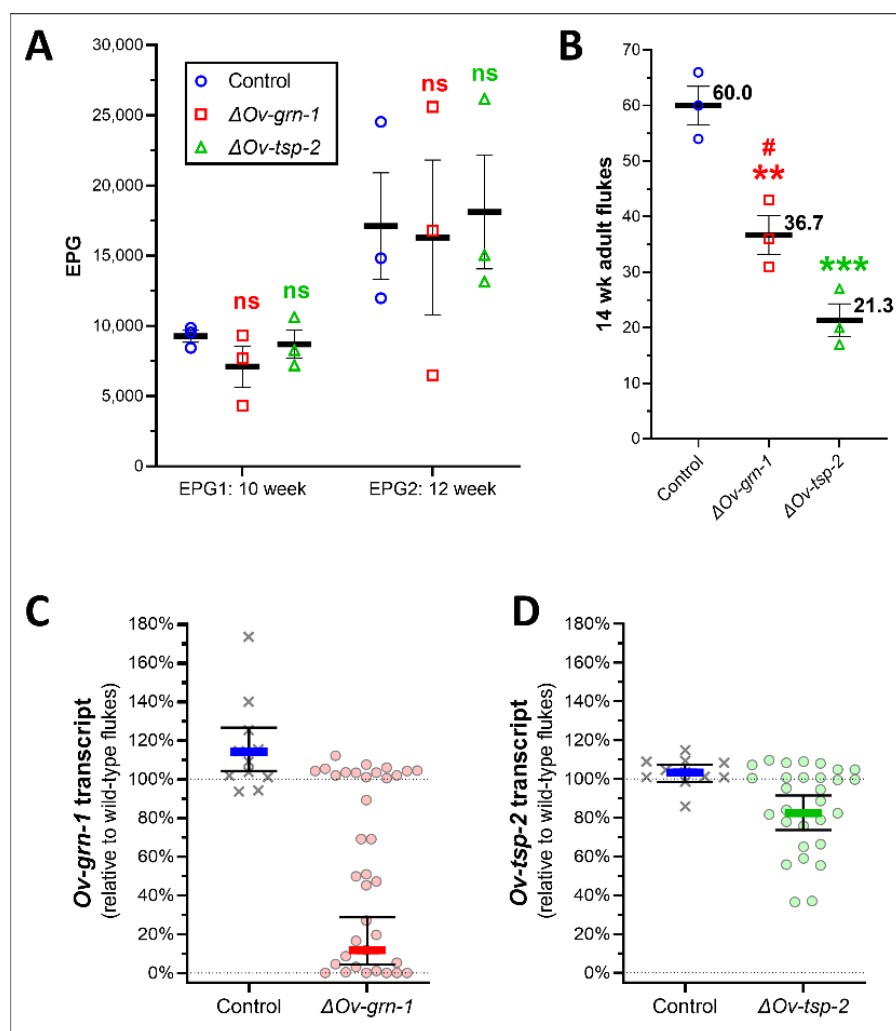 A
30,000
25,000
20,000
15,000
10,000
5,000
0
EPG
Control
ΔOv-grn-1
ΔOv-tsp-2
ns
ns
ns
ns
EPG1: 10 week
EPG2: 12 week
B
70
60
50
40
30
20
10
0
14 wk adult flukes
60.0
#
**
36.7
***
21.3
Control
ΔOv-grn-1
ΔOv-tsp-2
C
180%
160%
140%
120%
100%
80%
60%
40%
20%
0%
Ov-grn-1 transcript
(relative to wild-type flukes)
Control
ΔOv-grn-1
D
180%
160%
140%
120%
100%
80%
60%
40%
20%
0%
Ov-tsp-2 transcript
(relative to wild-type flukes)
Control
ΔOv-tsp-2